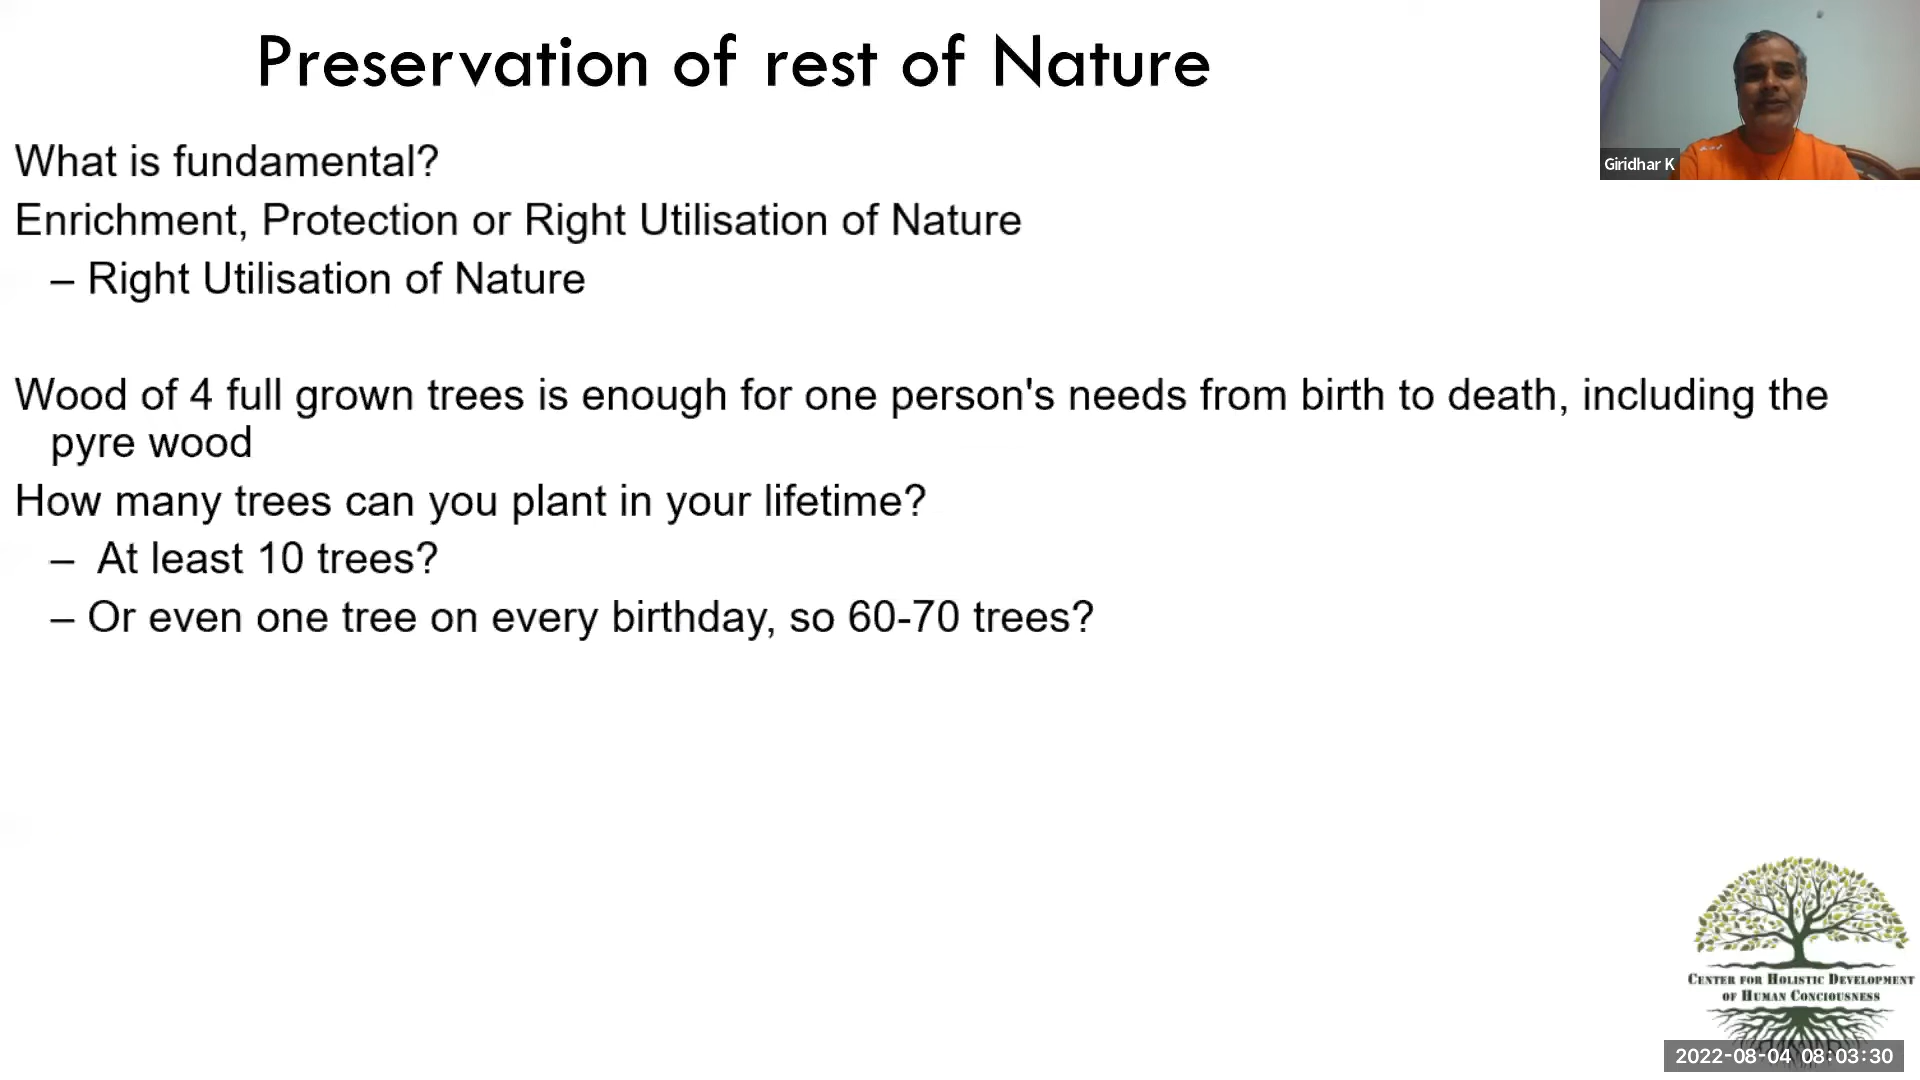 Preservation of rest of Nature
Giridhar K
What is fundamental?
Enrichment, Protection or Right Utilisation of Nature
– Right Utilisation of Nature
Wood of 4 full grown trees is enough for one person's needs from birth to death, including the
pyre wood
How many trees can you plant in your lifetime?
– At least 10 trees?
– Or even one tree on every birthday, so 60-70 trees?
CENTER FOR HOLISTIC DEVELOPMENT
OF HUMAN CONCIOUSNESS
2022-08-04 08:03:30